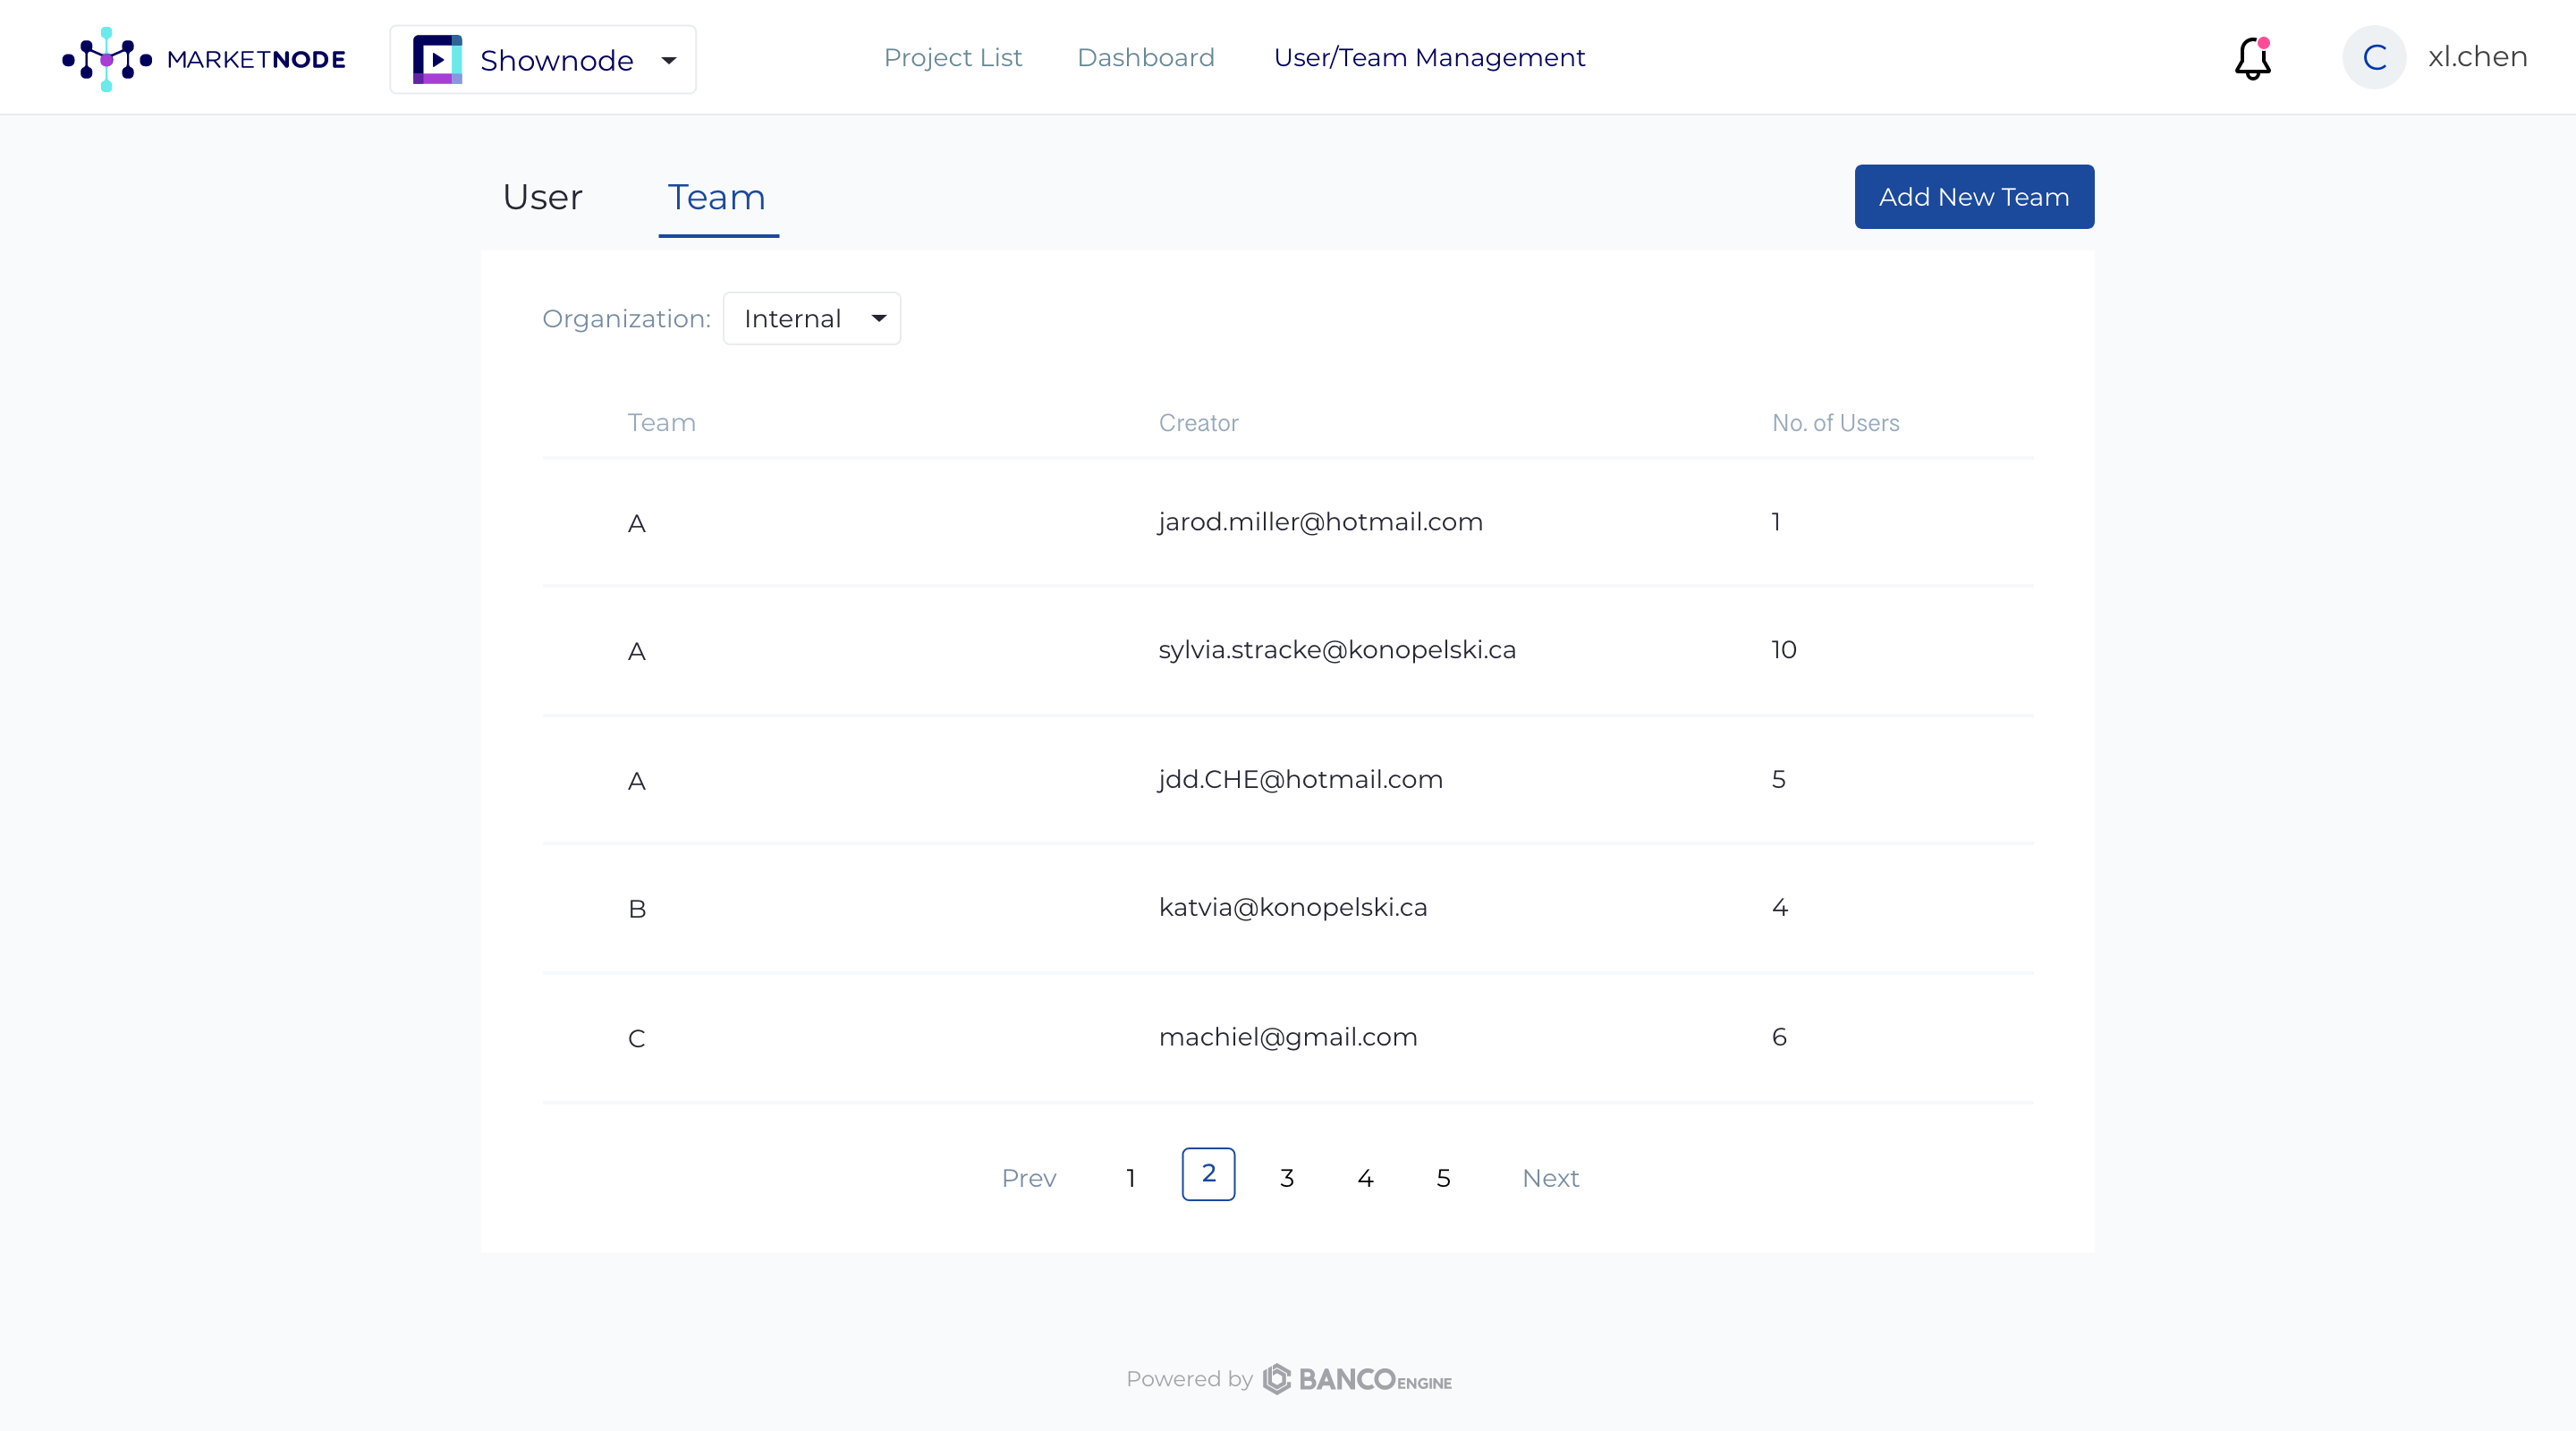 MARKETNODE
Shownode
Project List
Dashboard
User/Team Management
C
xl.chen
User
Team
Add New Team
Organization:
Internal
Team Creator No. of Users
A jarod.miller@hotmail.com 1
A sylvia.stracke@konopelski.ca 10
A jdd.CHE@hotmail.com 5
B katvia@konopelski.ca 4
C machiel@gmail.com 6
Prev 1 2 3 4 5 Next
Powered by BANCO ENGINE